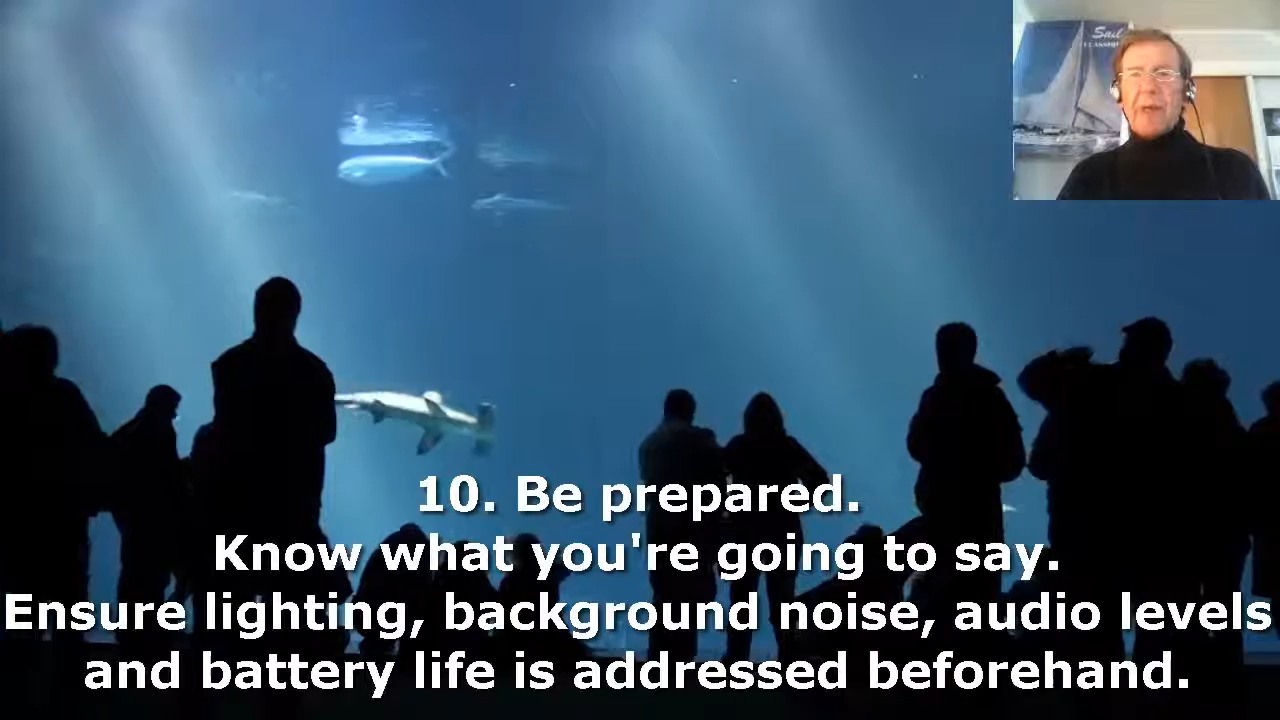 Sail
10. Be prepared.
Know what you're going to say.
Ensure lighting, background noise, audio levels
and battery life is addressed beforehand.